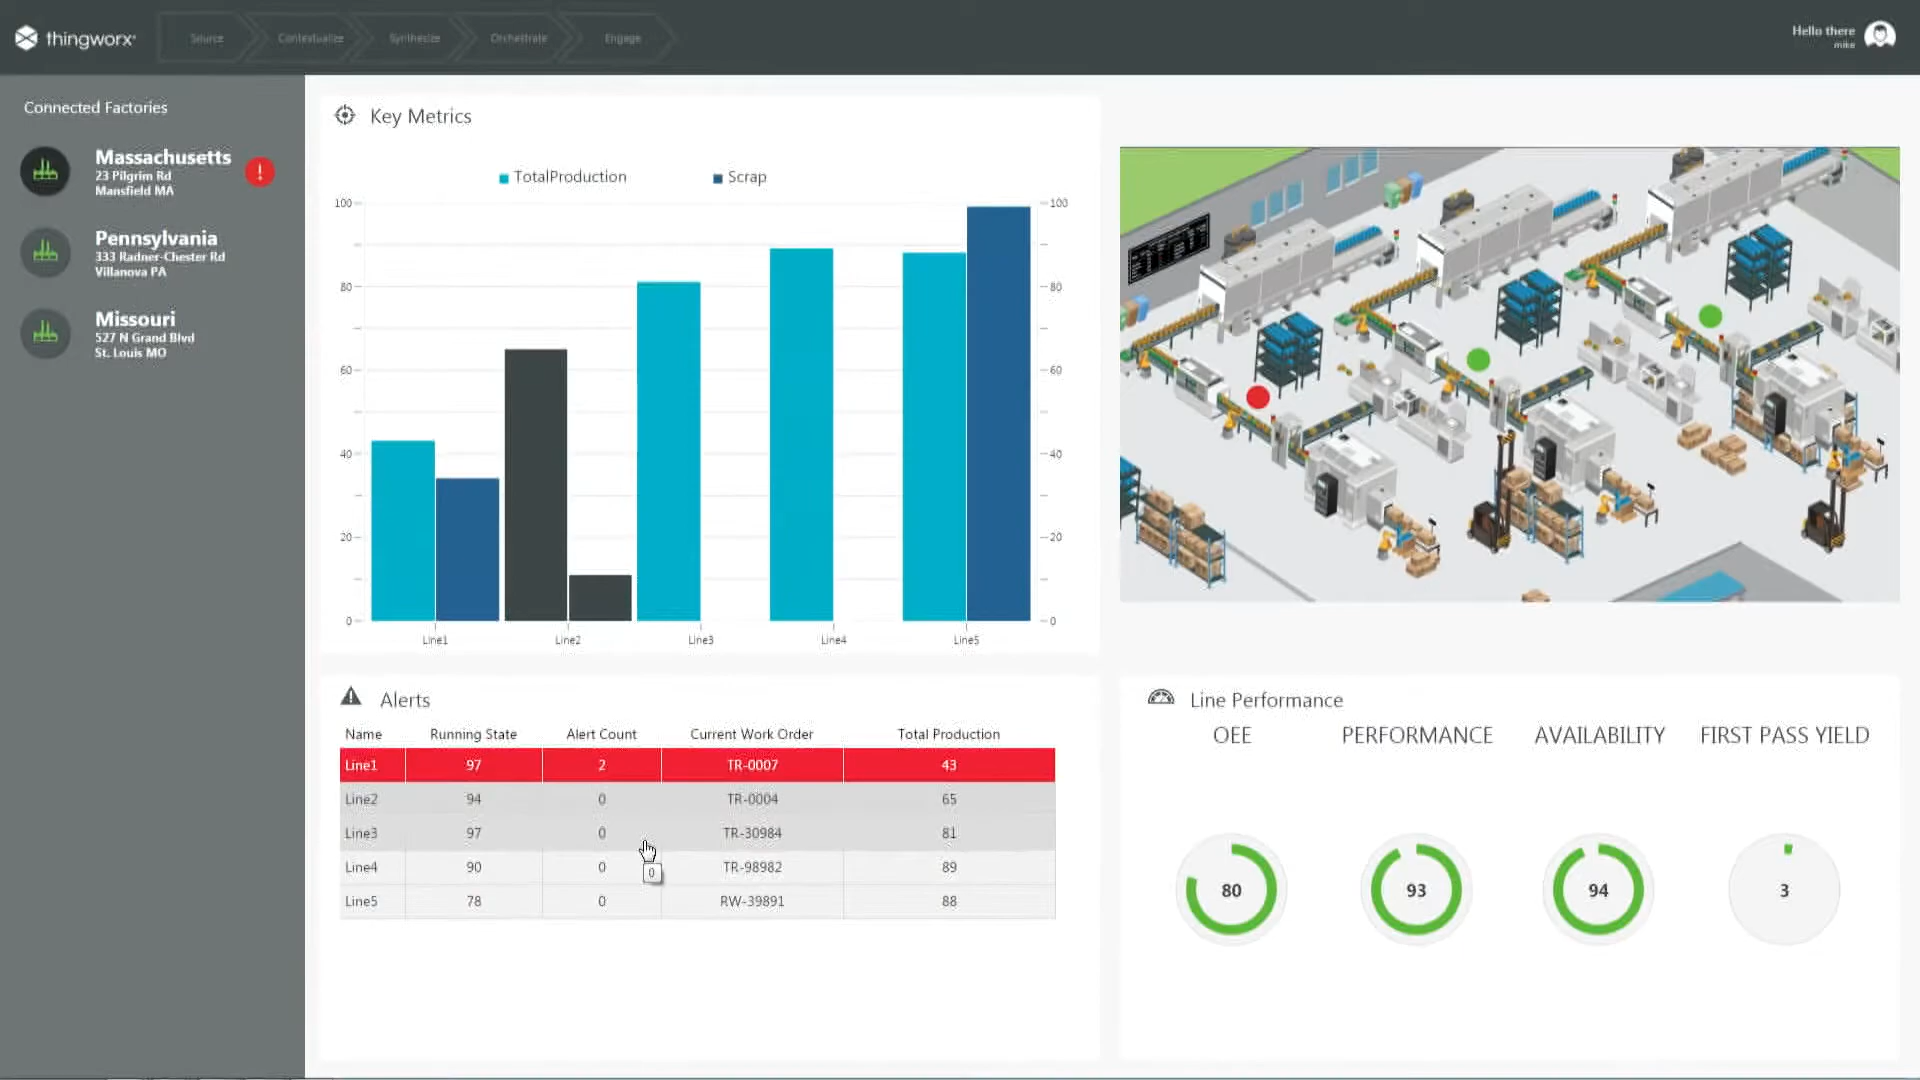 thingworx
Source
Contextualize
Synthesize
Orchestrate
Engage
Hello there
mike
Connected Factories
Massachusetts
23 Pilgrim Rd
Mansfield MA
!
Pennsylvania
333 Radner-Chester Rd
Villanova PA
Missouri
527 N Grand Blvd
St. Louis MO
Key Metrics
TotalProduction Scrap
100 100
80 80
60 60
40 40
20 20
0 0
Line1 Line2 Line3 Line4 Line5
Alerts
Name Running State Alert Count Current Work Order Total Production
Line1 97 2 TR-0007 43
Line2 94 0 TR-0004 65
Line3 97 0 TR-30984 81
Line4 90 0 TR-98982 89
Line5 78 0 RW-39891 88
0
Line Performance
OEE PERFORMANCE AVAILABILITY FIRST PASS YIELD
80 93 94 3